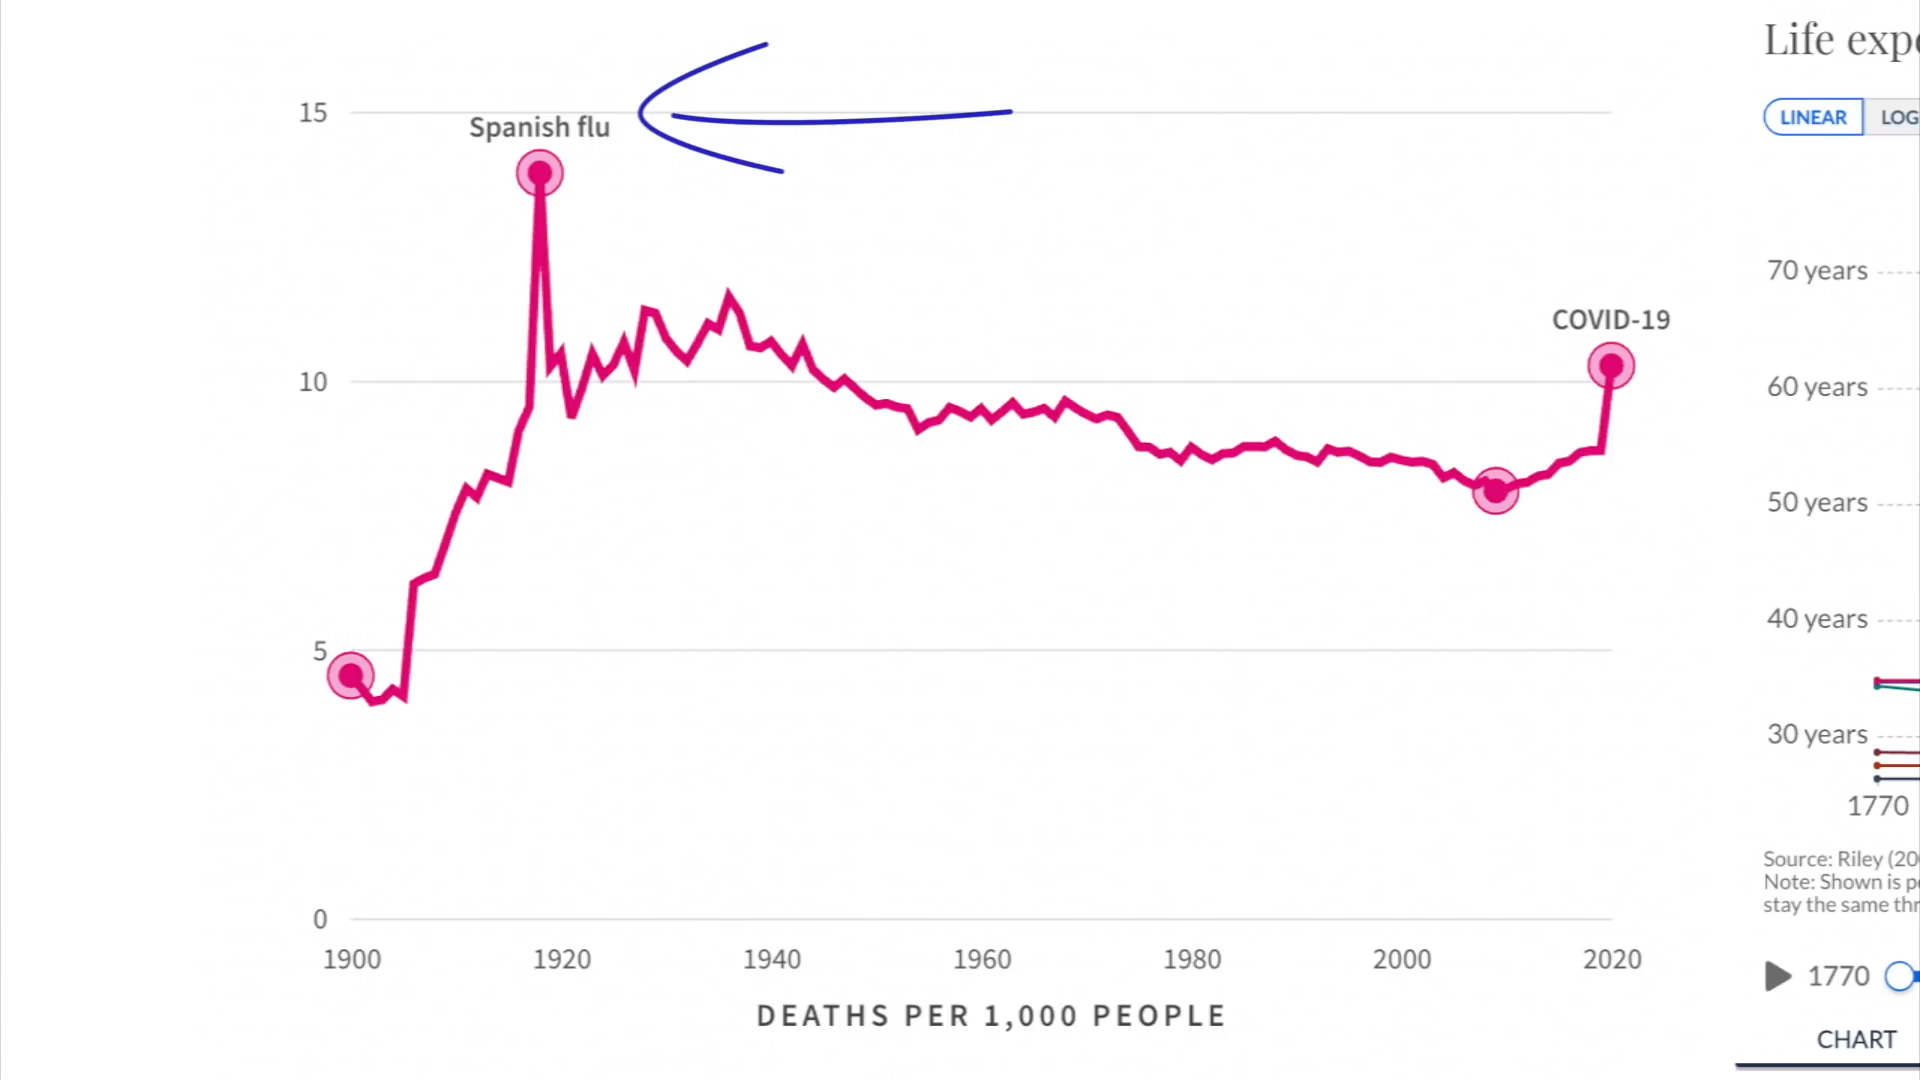 15
Spanish flu
COVID-19
10
5
0
1900 1920 1940 1960 1980 2000 2020
DEATHS PER 1,000 PEOPLE
Life exp
LINEAR LOG
70 years
60 years
50 years
40 years
30 years
1770
Source: Riley (20
Note: Shown is p
stay the same thr
1770
CHART